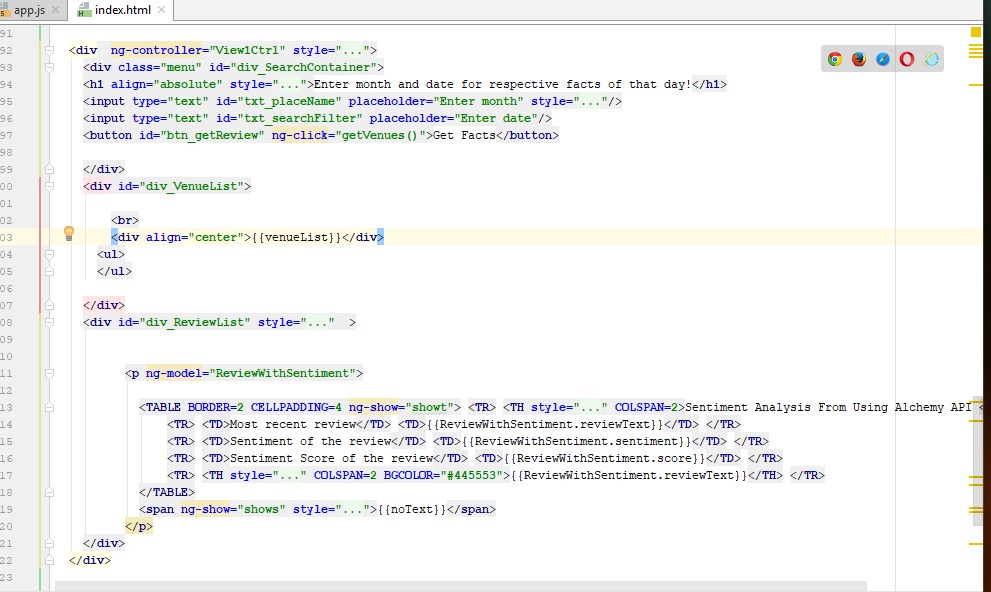 app.js index.html
91
92 <div  ng-controller="View1Ctrl" style="...">
93 <div class="menu" id="div_SearchContainer">
94 <h1 align="absolute" style="...">Enter month and date for respective facts of that day!</h1>
95 <input type="text" id="txt_placeName" placeholder="Enter month" style="..."/>
96 <input type="text" id="txt_searchFilter" placeholder="Enter date"/>
97 <button id="btn_getReview" ng-click="getVenues()">Get Facts</button>
98
99 </div>
00 <div id="div_VenueList">
01
02 <br>
03 <div align="center">{{venueList}}</div>
04 <ul>
05 </ul>
06
07 </div>
08 <div id="div_ReviewList" style="..."  >
09
10
11 <p ng-model="ReviewWithSentiment">
12
13 <TABLE BORDER=2 CELLPADDING=4 ng-show="showt"> <TR> <TH style="..." COLSPAN=2>Sentiment Analysis From Using Alchemy API <
14 <TR> <TD>Most recent review</TD> <TD>{{ReviewWithSentiment.reviewText}}</TD> </TR>
15 <TR> <TD>Sentiment of the review</TD> <TD>{{ReviewWithSentiment.sentiment}}</TD> </TR>
16 <TR> <TD>Sentiment Score of the review</TD> <TD>{{ReviewWithSentiment.score}}</TD> </TR>
17 <TR> <TH style="..." COLSPAN=2 BGCOLOR="#445553">{{ReviewWithSentiment.reviewText}}</TH> </TR>
18 </TABLE>
19 <span ng-show="shows" style="...">{{noText}}</span>
20 </p>
21 </div>
22 </div>
23